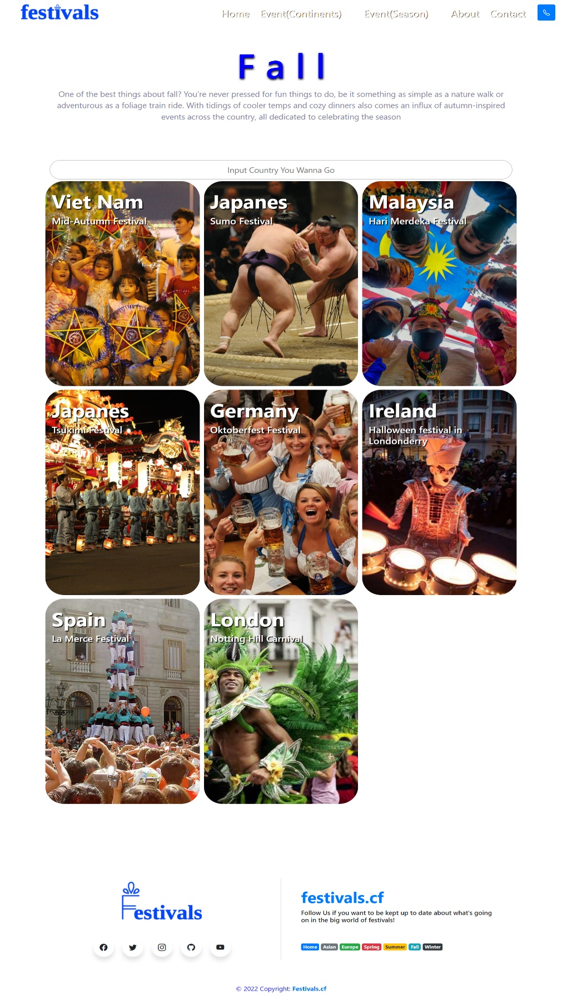 festivals
Home Event(Continents) Event(Season) About Contact
Fall
One of the best things about fall? You're never pressed for fun things to do, be it something as simple as a nature walk or
adventurous as a foliage train ride. With tidings of cooler temps and cozy dinners also comes an influx of autumn-inspired
events across the country, all dedicated to celebrating the season
Input Country You Wanna Go
Viet Nam
Mid-Autumn Festival
Japanes
Sumo Festival
Malaysia
Hari Merdeka Festival
Japanes
Tsukimi Festival
Germany
Oktoberfest Festival
Ireland
Halloween festival in
Londonderry
Spain
La Merce Festival
London
Notting Hill Carnival
Festivals
festivals.cf
Follow Us if you want to be kept up to date about what's going
on in the big world of festivals!
Home Asian Europe Spring Summer Fall Winter
© 2022 Copyright: Festivals.cf